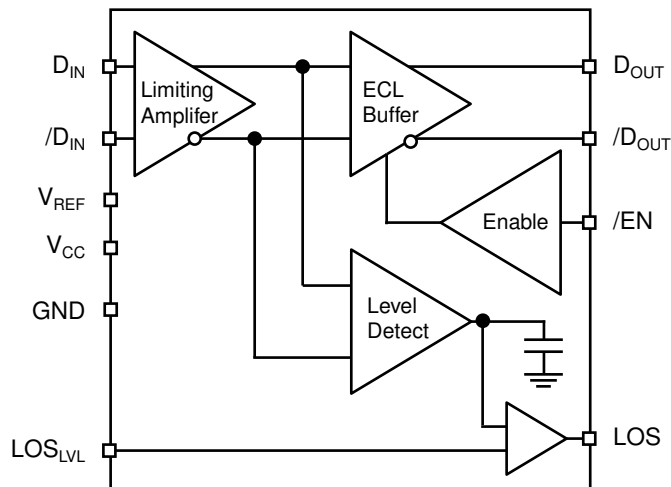 D_IN
/D_IN
V_REF
V_CC
GND
LOS_LVL
Limiting
Amplifer
ECL
Buffer
Enable
Level
Detect
D_OUT
/D_OUT
/EN
LOS